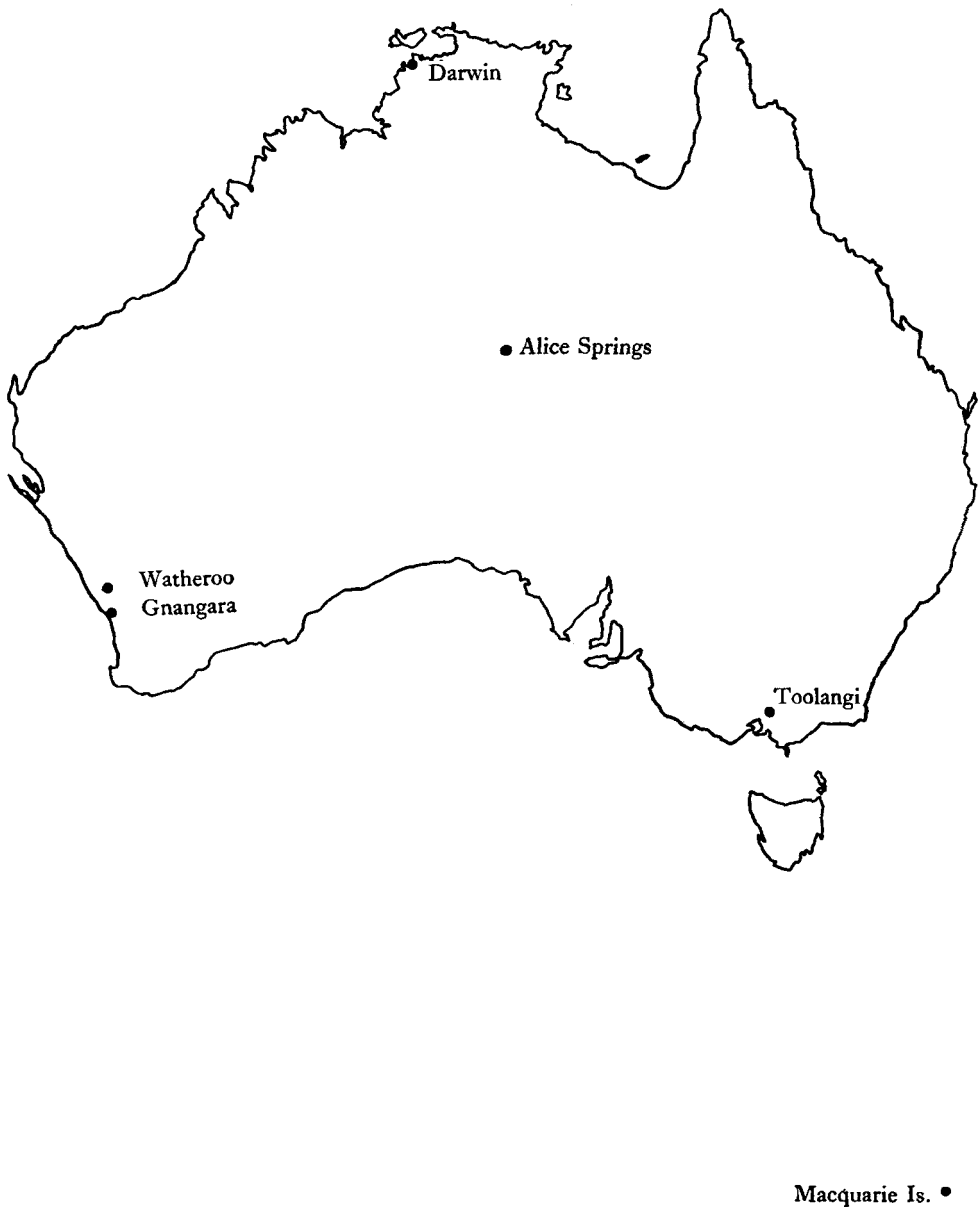 Darwin
Alice Springs
Watheroo
Gnangara
Toolangi
Macquarie Is.